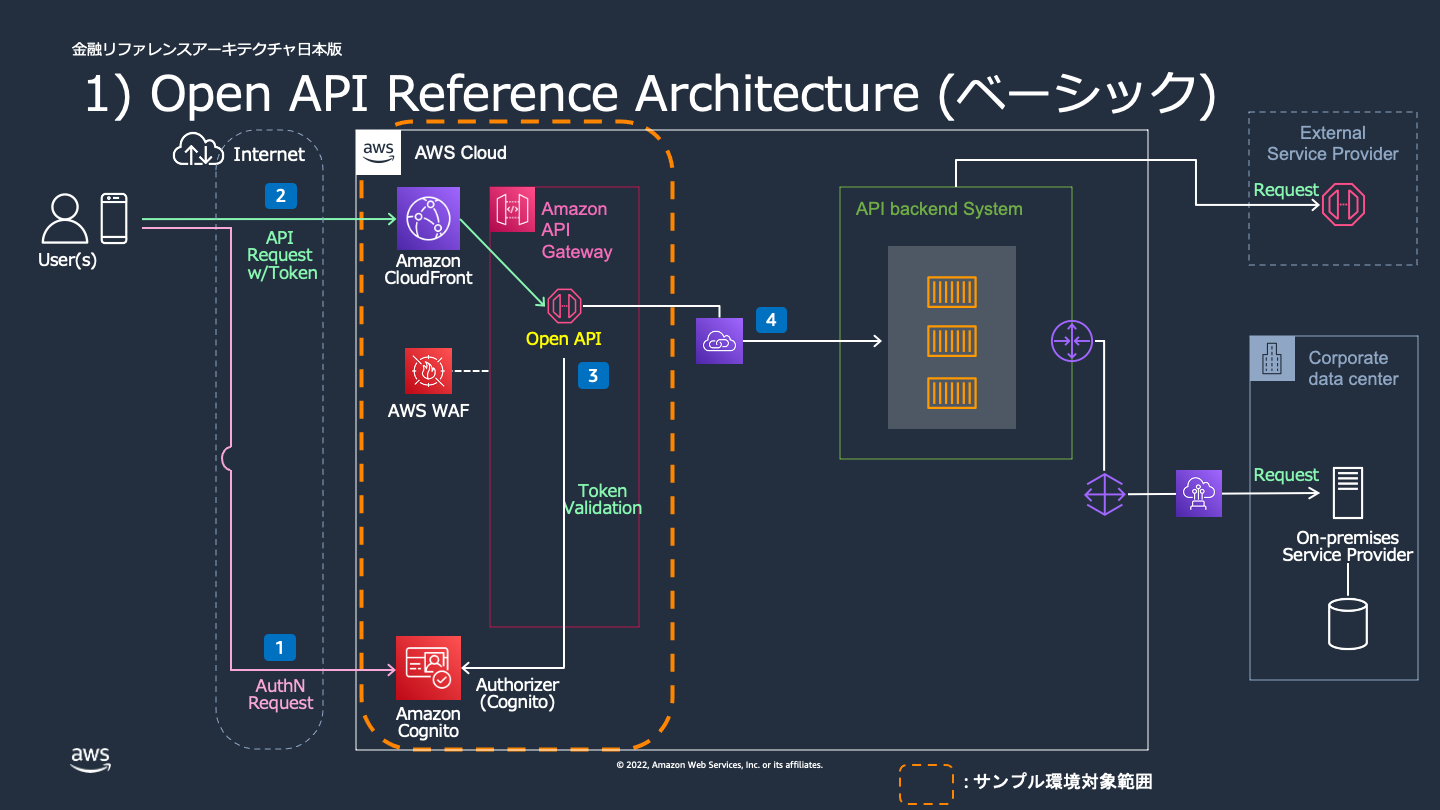 金融リファレンスアーキテクチャ日本版
1) Open API Reference Architecture (ベーシック)
Internet
aws
AWS Cloud
External
Service Provider
Request
2
API
Request
w/Token
User(s)
Amazon
CloudFront
Amazon
API
Gateway
API backend System
Open API
3
4
AWS WAF
Corporate
data center
Token
Validation
Request
On-premises
Service Provider
1
AuthN
Request
Authorizer
(Cognito)
Amazon
Cognito
aws
© 2022, Amazon Web Services, Inc. or its affiliates.
: サンプル環境対象範囲